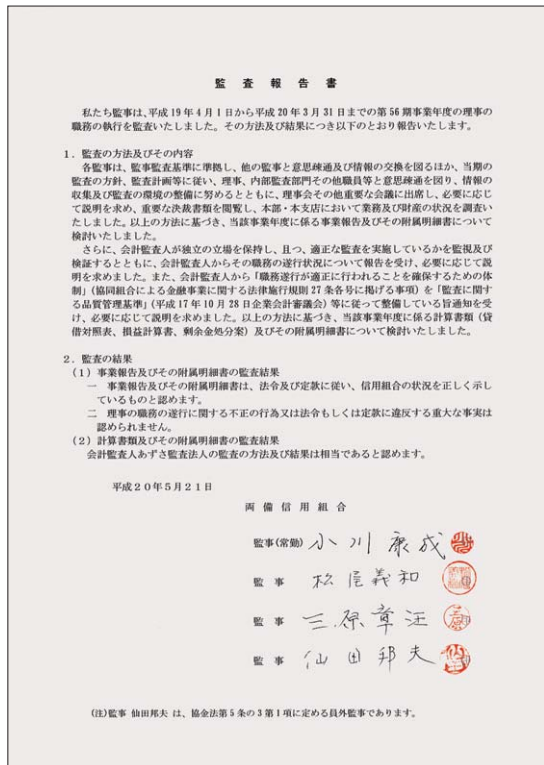 監査報告書
私たち監事は、平成19年4月1日から平成20年3月31日までの第56期事業年度の理事の
職務の執行を監査いたしました。その方法及び結果につき以下のとおり報告いたします。
1．監査の方法及びその内容
各監事は、監事監査基準に準拠し、他の監事と意思疎通及び情報の交換を図るほか、当期の
監査の方針、監査計画等に従い、理事、内部監査部門その他職員等と意思疎通を図り、情報の
収集及び監査の環境の整備に努めるとともに、理事会その他重要な会議に出席し、必要に応じ
て説明を求め、重要な決裁書類を閲覧し、本部・本支店において業務及び財産の状況を調査い
たしました。以上の方法に基づき、当該事業年度に係る事業報告及びその附属明細書について
検討いたしました。
さらに、会計監査人が独立の立場を保持し、且つ、適正な監査を実施しているかを監視及び
検証するとともに、会計監査人からその職務の遂行状況について報告を受け、必要に応じて説
明を求めました。また、会計監査人から「職務遂行が適正に行われることを確保するための体
制」(協同組合による金融事業に関する法律施行規則27条各号に掲げる事項）を「監査に関す
る品質管理基準」（平成17年10月28日企業会計審議会）等に従って整備している旨通知を受
け、必要に応じて説明を求めました。以上の方法に基づき、当該事業年度に係る計算書類（貸
借対照表、損益計算書、剰余金処分案）及びその附属明細書について検討いたしました。
2．監査の結果
（1）事業報告及びその附属明細書の監査結果
一　事業報告及びその附属明細書は、法令及び定款に従い、信用組合の状況を正しく示し
ているものと認めます。
二　理事の職務の遂行に関する不正の行為又は法令もしくは定款に違反する重大な事実は
認められません。
（2）計算書類及びその附属明細書の監査結果
会計監査人あずさ監査法人の監査の方法及び結果は相当であると認めます。
平成20年5月21日
両備信用組合
監事(常勤) 小川康成
監事 松尾義和
監事 三原章汪
監事 仙田邦夫
(注)監事 仙田邦夫 は、協金法第5条の3第1項に定める員外監事であります。